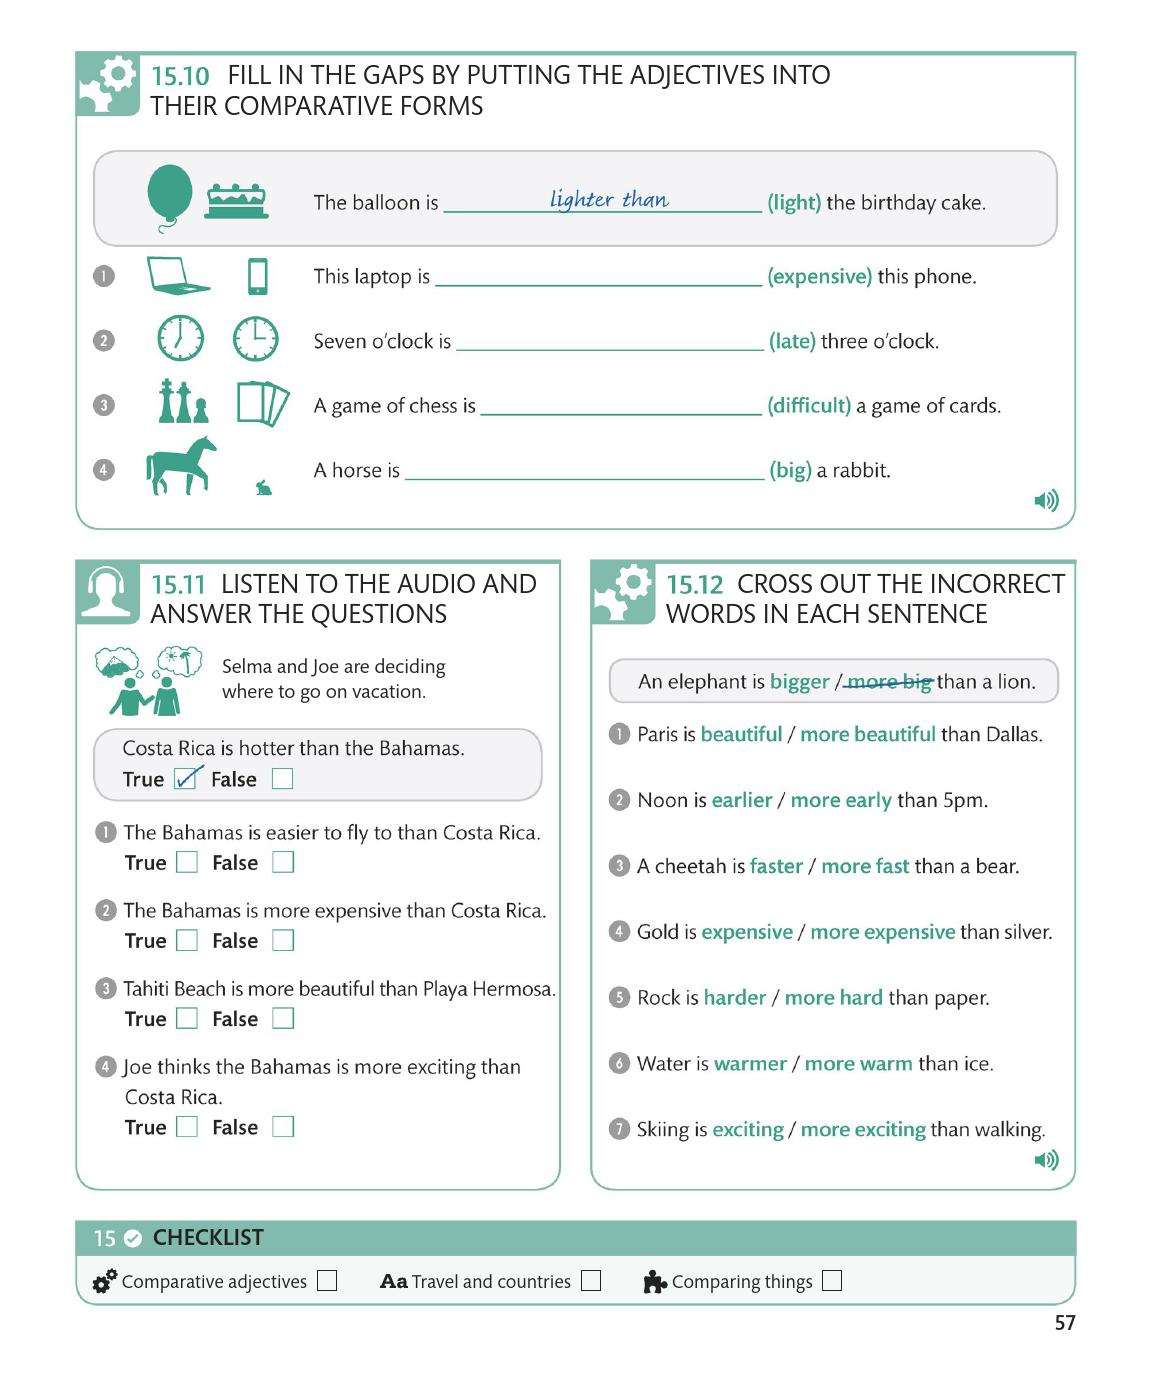 15.10 FILL IN THE GAPS BY PUTTING THE ADJECTIVES INTO
THEIR COMPARATIVE FORMS
The balloon is lighter than (light) the birthday cake.
1 This laptop is ____ (expensive) this phone.
2 Seven o’clock is ____ (late) three o’clock.
3 A game of chess is ____ (difficult) a game of cards.
4 A horse is ____ (big) a rabbit.
15.11 LISTEN TO THE AUDIO AND
ANSWER THE QUESTIONS
Selma and Joe are deciding
where to go on vacation.
Costa Rica is hotter than the Bahamas.
True False
1 The Bahamas is easier to fly to than Costa Rica.
True False
2 The Bahamas is more expensive than Costa Rica.
True False
3 Tahiti Beach is more beautiful than Playa Hermosa.
True False
4 Joe thinks the Bahamas is more exciting than
Costa Rica.
True False
15.12 CROSS OUT THE INCORRECT
WORDS IN EACH SENTENCE
An elephant is bigger / more big than a lion.
1 Paris is beautiful / more beautiful than Dallas.
2 Noon is earlier / more early than 5pm.
3 A cheetah is faster / more fast than a bear.
4 Gold is expensive / more expensive than silver.
5 Rock is harder / more hard than paper.
6 Water is warmer / more warm than ice.
7 Skiing is exciting / more exciting than walking.
15 CHECKLIST
Comparative adjectives Aa Travel and countries Comparing things
57